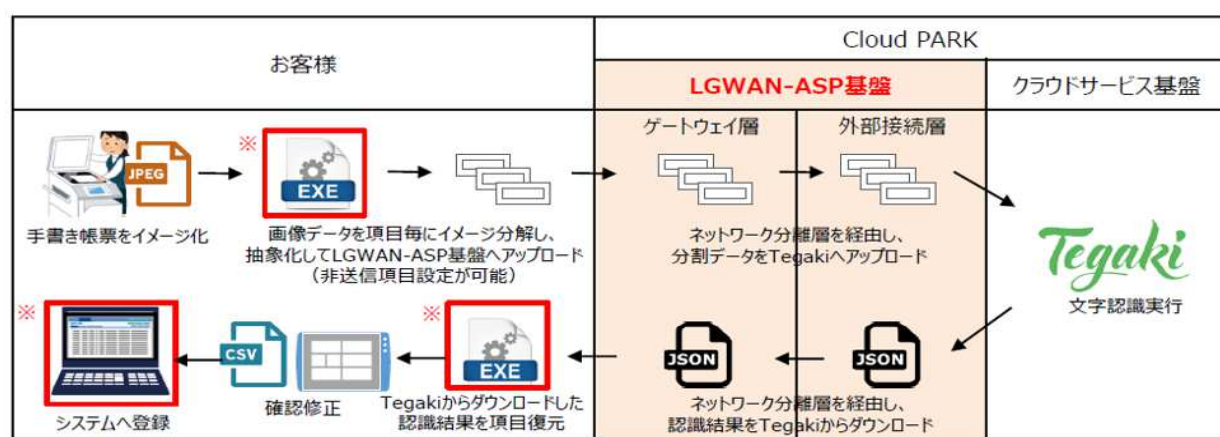 お客様
Cloud PARK
LGWAN-ASP基盤
クラウドサービス基盤
ゲートウェイ層
外部接続層
JPEG
※
EXE
手書き帳票をイメージ化
画像データを項目毎にイメージ分解し、
抽象化してLGWAN-ASP基盤へアップロード
（非送信項目設定が可能）
ネットワーク分離層を経由し、
分割データをTegakiへアップロード
Tegaki
文字認識実行
※
CSV
※
EXE
JSON
JSON
システムへ登録
確認修正
Tegakiからダウンロードした
認識結果を項目復元
ネットワーク分離層を経由し、
認識結果をTegakiからダウンロード